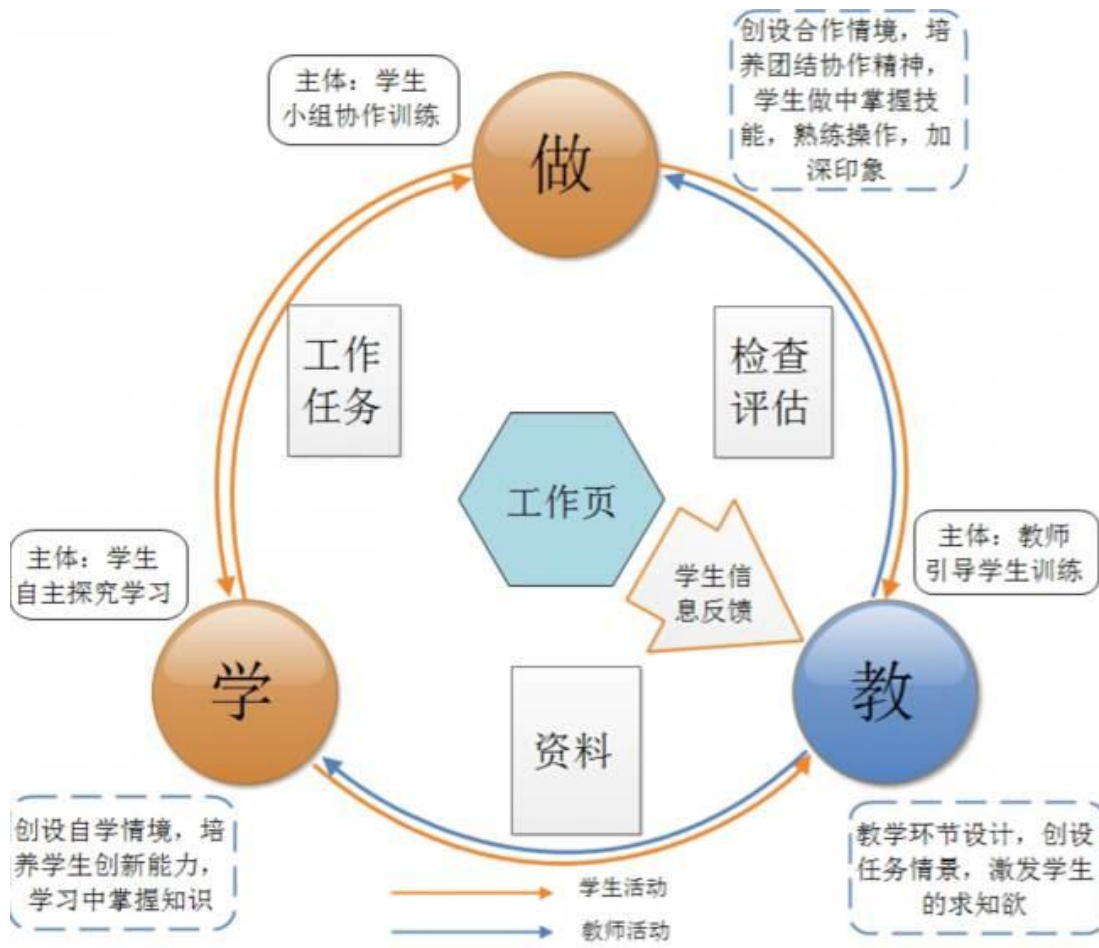 创设合作情境，培
养团结协作精神，
学生做中掌握技
能，熟练操作，加
深印象
主体：学生
小组协作训练
做
工作
任务
检查
评估
工作页
学生信
息反馈
主体：学生
自主探究学习
主体：教师
引导学生训练
学
教
资料
创设自学情境，培
养学生创新能力，
学习中掌握知识
教学环节设计，创设
任务情景，激发学生
的求知欲
学生活动
教师活动